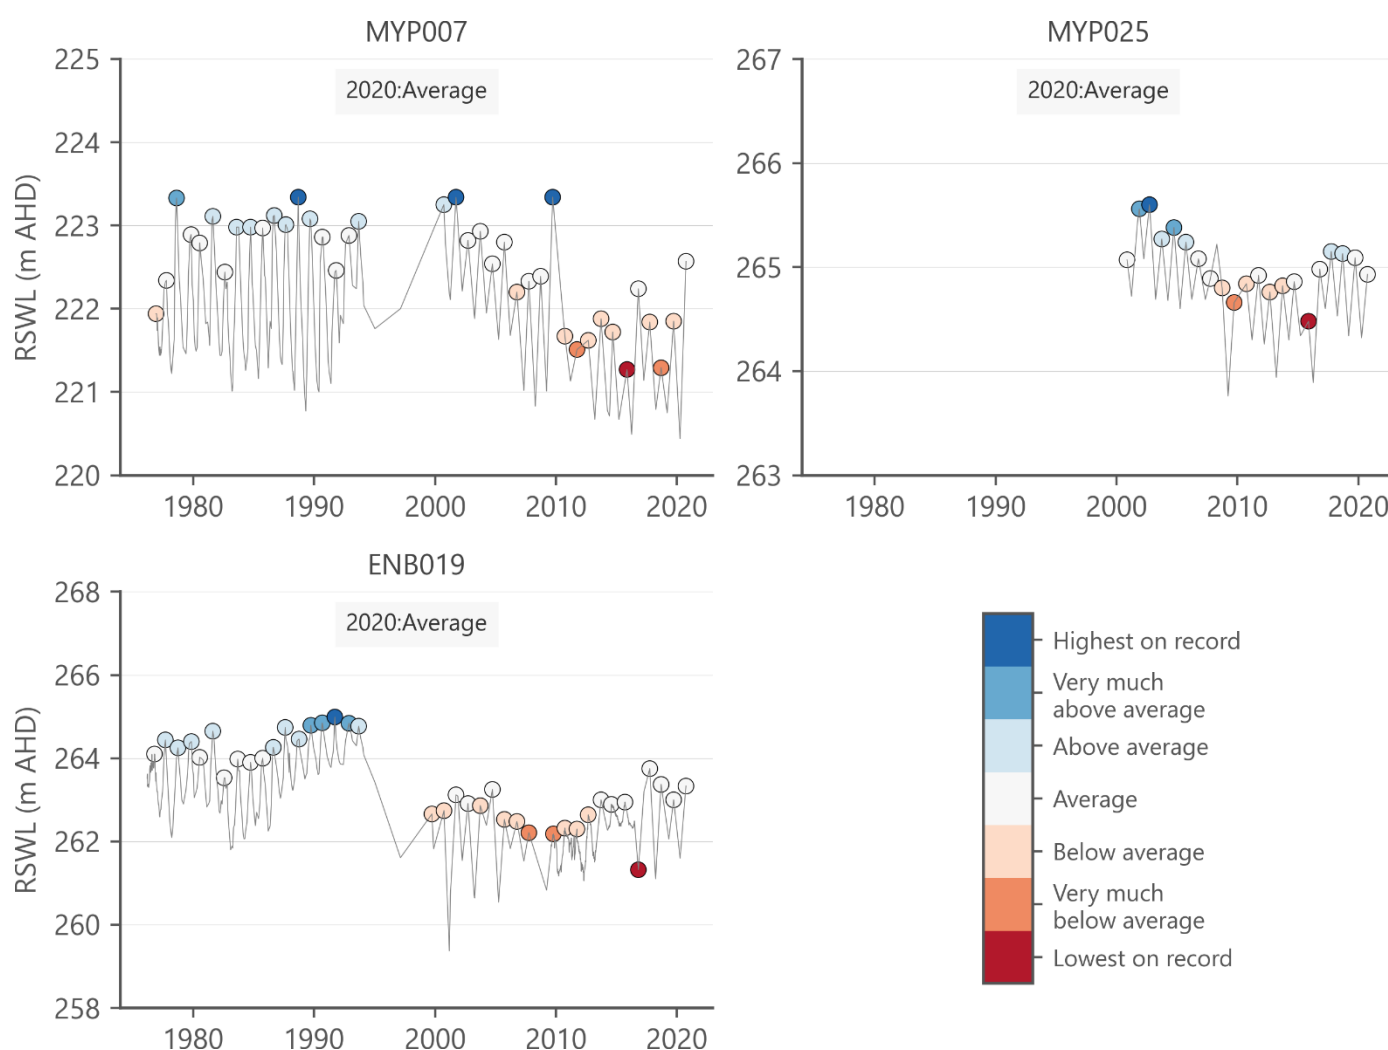 MYP007
2020:Average
RSWL (m AHD)
225
224
223
222
221
220
1980 1990 2000 2010 2020
MYP025
2020:Average
267
266
265
264
263
1980 1990 2000 2010 2020
ENB019
2020:Average
RSWL (m AHD)
268
266
264
262
260
258
1980 1990 2000 2010 2020
Highest on record
Very much
above average
Above average
Average
Below average
Very much
below average
Lowest on record